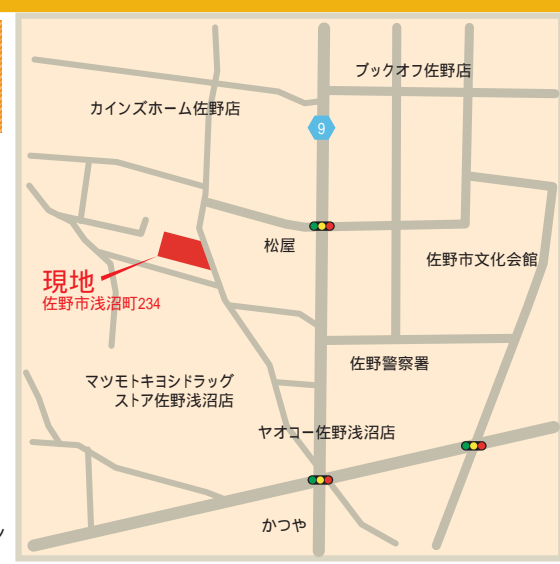 ブックオフ佐野店
カインズホーム佐野店
9
松屋
佐野市文化会館
現地
佐野市浅沼町234
佐野警察署
マツモトキヨシドラッグ
ストア佐野浅沼店
ヤオコー佐野浅沼店
かつや